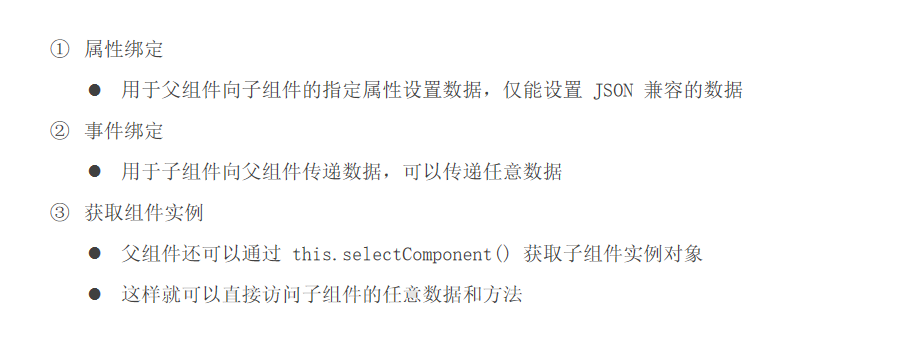 ① 属性绑定
● 用于父组件向子组件的指定属性设置数据，仅能设置 JSON 兼容的数据
② 事件绑定
● 用于子组件向父组件传递数据，可以传递任意数据
③ 获取组件实例
● 父组件还可以通过 this.selectComponent() 获取子组件实例对象
● 这样就可以直接访问子组件的任意数据和方法